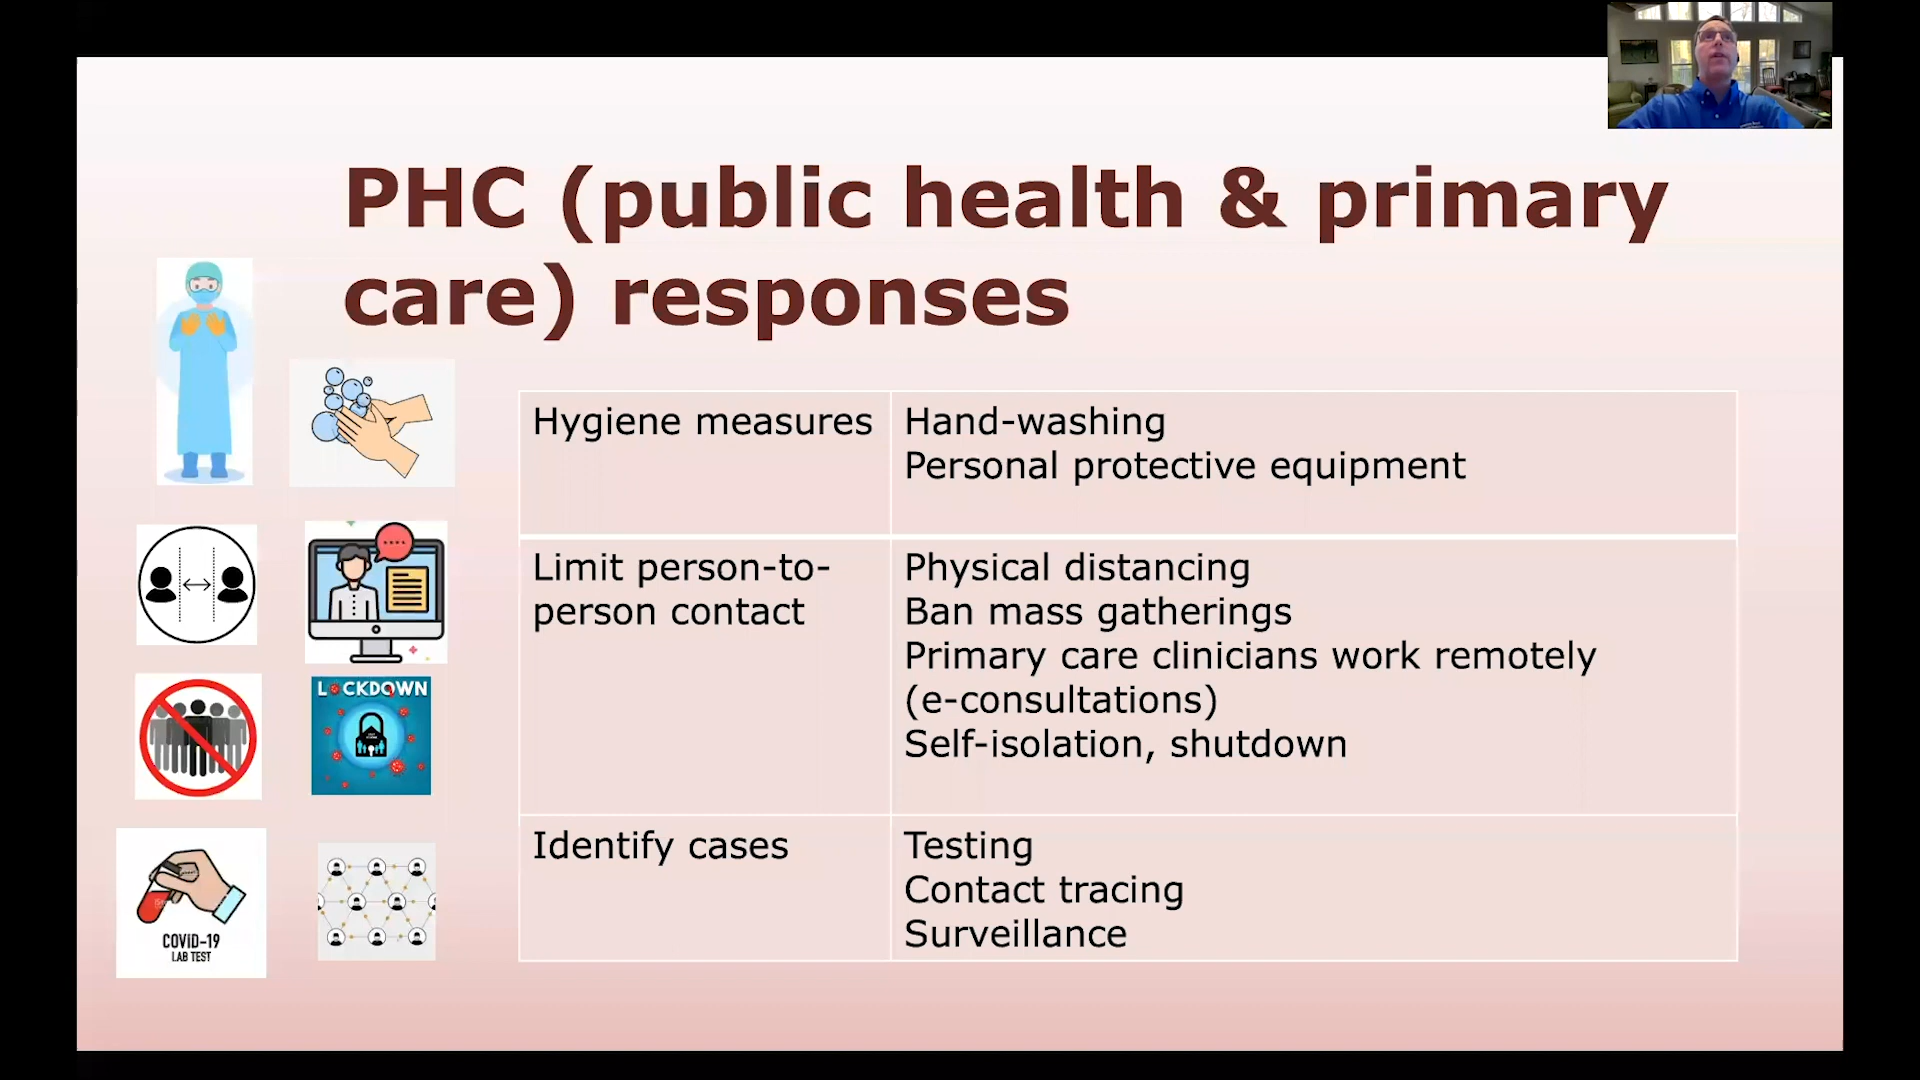 PHC (public health & primary
care) responses
Hygiene measures
Hand-washing
Personal protective equipment
Limit person-to-
person contact
Physical distancing
Ban mass gatherings
Primary care clinicians work remotely
(e-consultations)
Self-isolation, shutdown
Identify cases
Testing
Contact tracing
Surveillance
LOCKDOWN
COVID-19
LAB TEST